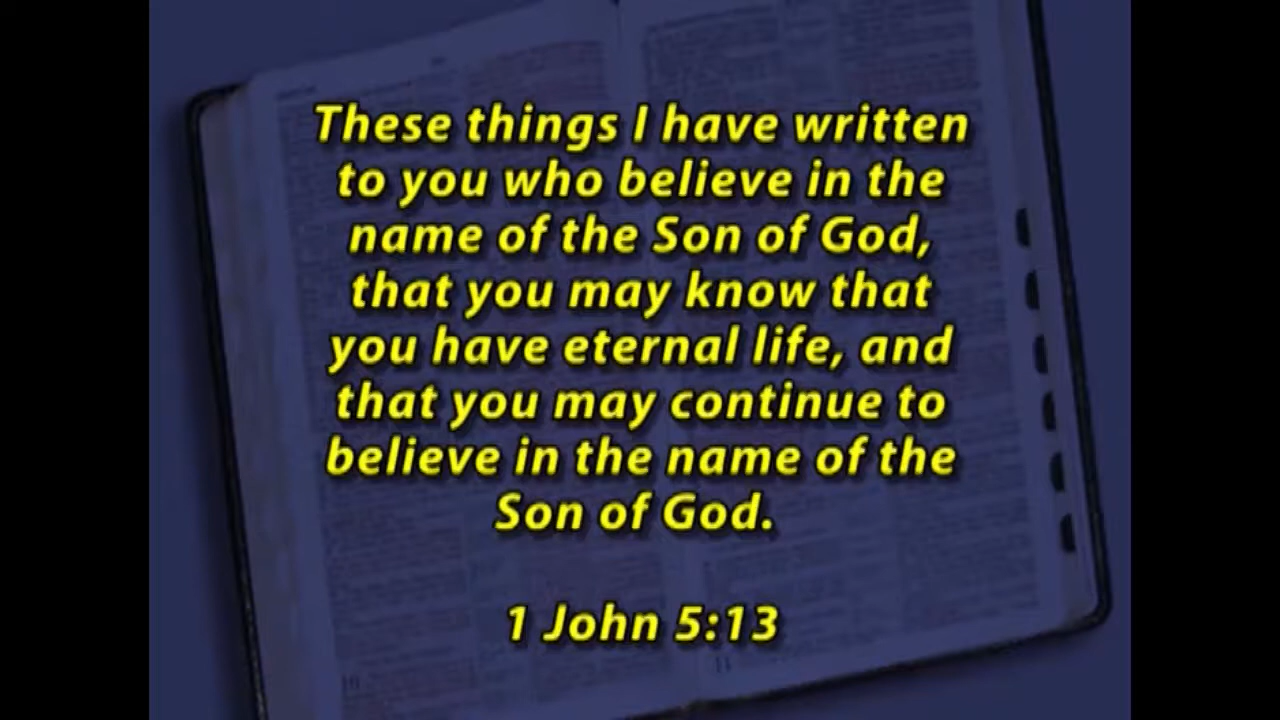 These things I have written
to you who believe in the
name of the Son of God,
that you may know that
you have eternal life, and
that you may continue to
believe in the name of the
Son of God.
1 John 5:13